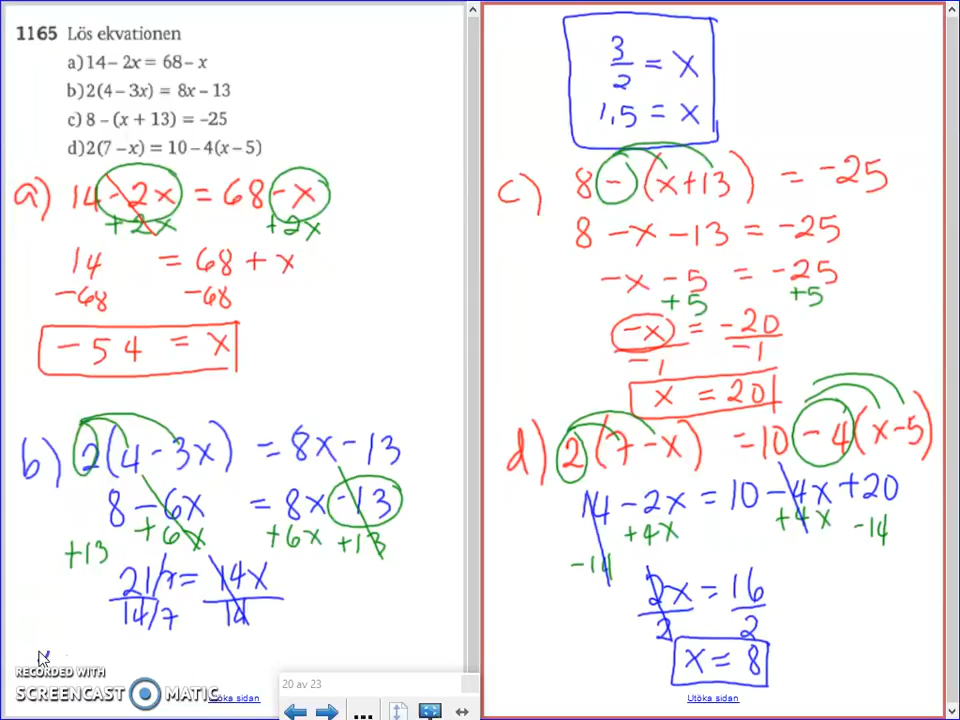 1165 Lös ekvationen
a) 14 – 2x = 68 – x
b) 2(4 – 3x) = 8x – 13
c) 8 – (x + 13) = –25
d) 2(7 – x) = 10 – 4(x – 5)
a) 14 - 2x = 68 - x
+2x +2x
14 = 68 + x
-68 -68
-54 = x
b) 2(4 - 3x) = 8x - 13
8 - 6x = 8x - 13
+13 +6x +6x +13
21/7 = 14x
14/7 14
RECORDED WITH
SCREENCAST MATIC
Utöka sidan
20 av 23
3/2 = x
1,5 = x
c) 8 - (x + 13) = -25
8 - x - 13 = -25
-x - 5 = -25
+5 +5
-x = -20
-1 -1
x = 20
d) 2(7 - x) = 10 - 4(x - 5)
14 - 2x = 10 - 4x + 20
-14 +4x +4x -14
2x = 16
2 2
x = 8
Utöka sidan